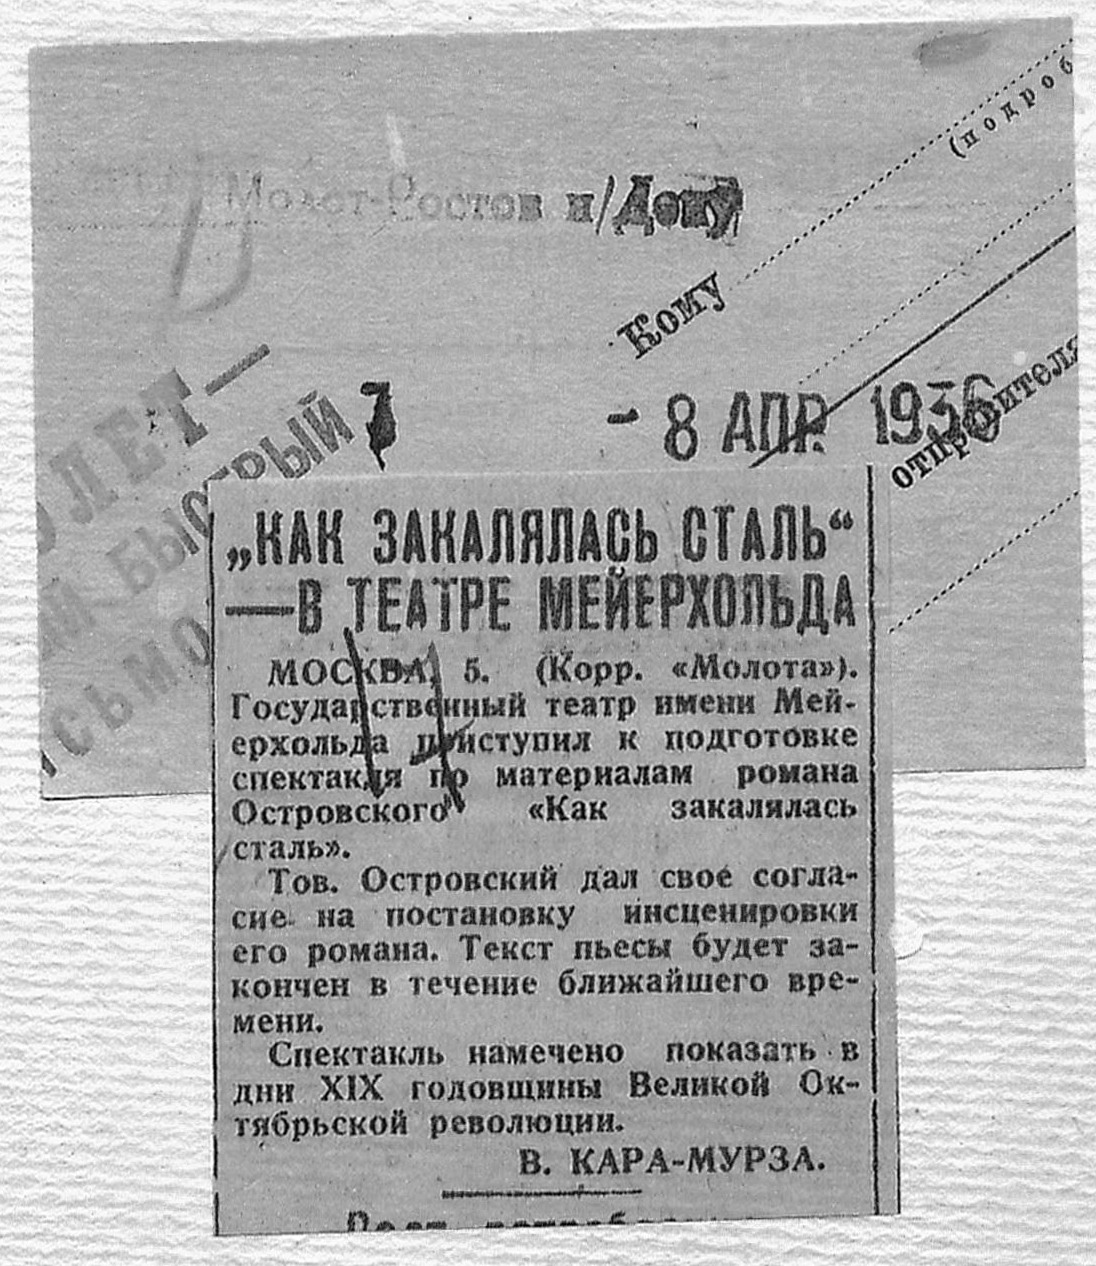 (подроб
Молот-Ростов н/Дону
Кому
- 8 АПР. 1936
отправителя
ОЛЕТ—
БЫСТРЫЙ
СЬМО
„КАК ЗАКАЛЯЛАСЬ СТАЛЬ“
—В ТЕАТРЕ МЕЙЕРХОЛЬДА
МОСКВА, 5. (Корр. «Молота»).
Государственный театр имени Мей-
ерхольда приступил к подготовке
спектакля по материалам романа
Островского «Как закалялась
сталь».
Тов. Островский дал свое согла-
сие на постановку инсценировки
его романа. Текст пьесы будет за-
кончен в течение ближайшего вре-
мени.
Спектакль намечено показать в
дни XIX годовщины Великой Ок-
тябрьской революции.
В. КАРА-МУРЗА.